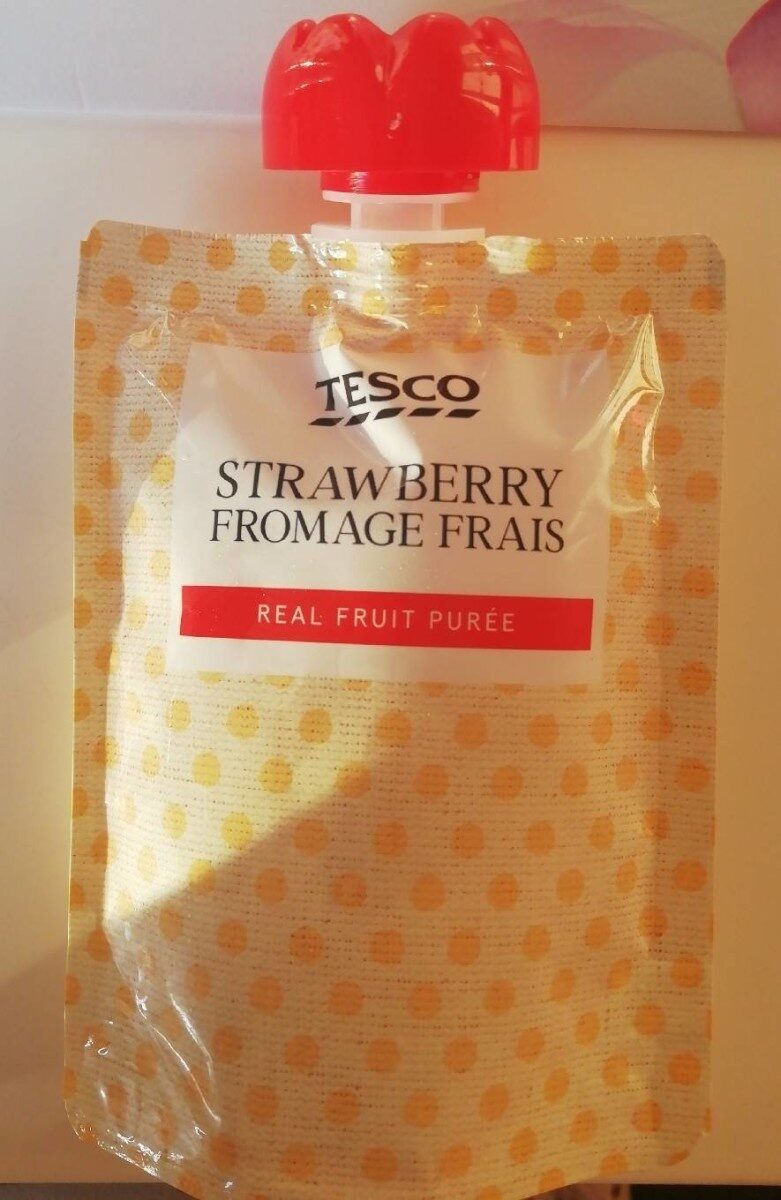 TESCO
STRAWBERRY
FROMAGE FRAIS
REAL FRUIT PURÉE